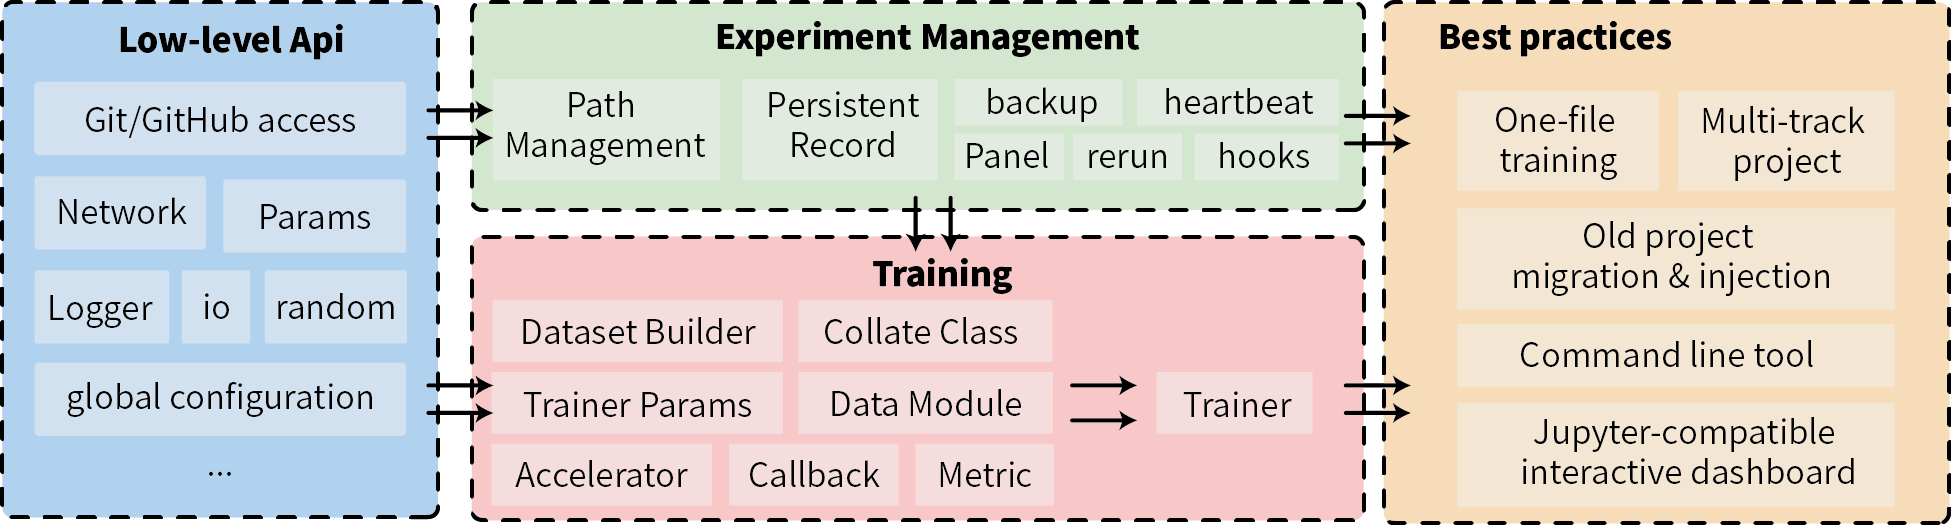 Low-level Api
Git/GitHub access
Network
Params
Logger
io
random
global configuration
...
Experiment Management
Path
Management
Persistent
Record
backup
heartbeat
Panel
rerun
hooks
Training
Dataset Builder
Collate Class
Trainer Params
Data Module
Accelerator
Callback
Metric
Trainer
Best practices
One-file
training
Multi-track
project
Old project
migration & injection
Command line tool
Jupyter-compatible
interactive dashboard